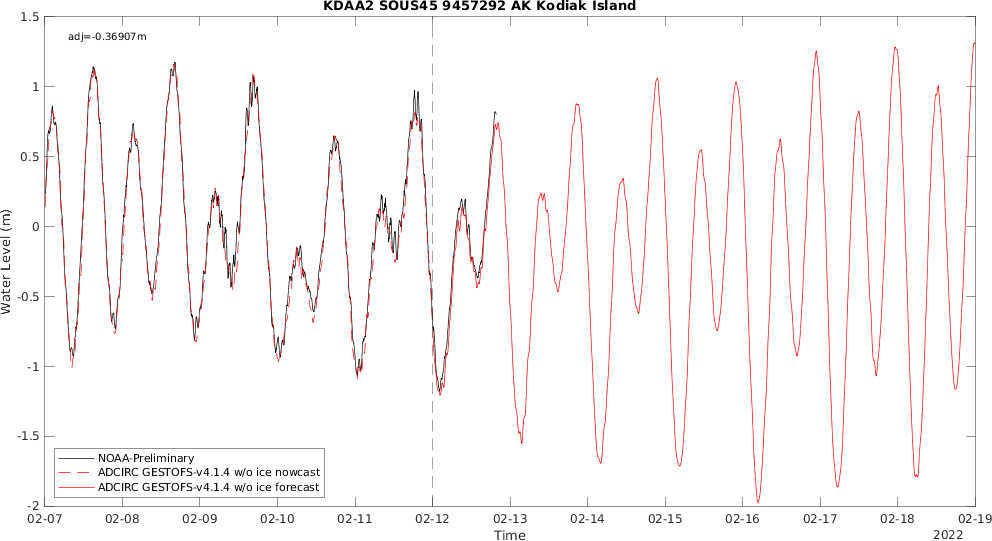 KDAA2 SOUS45 9457292 AK Kodiak Island
adj=-0.36907m
1.5
1
0.5
0
-0.5
-1
-1.5
-2
Water Level (m)
NOAA-Preliminary
ADCIRC GESTOFS-v4.1.4 w/o ice nowcast
ADCIRC GESTOFS-v4.1.4 w/o ice forecast
02-07 02-08 02-09 02-10 02-11 02-12 02-13 02-14 02-15 02-16 02-17 02-18 02-19
Time
2022